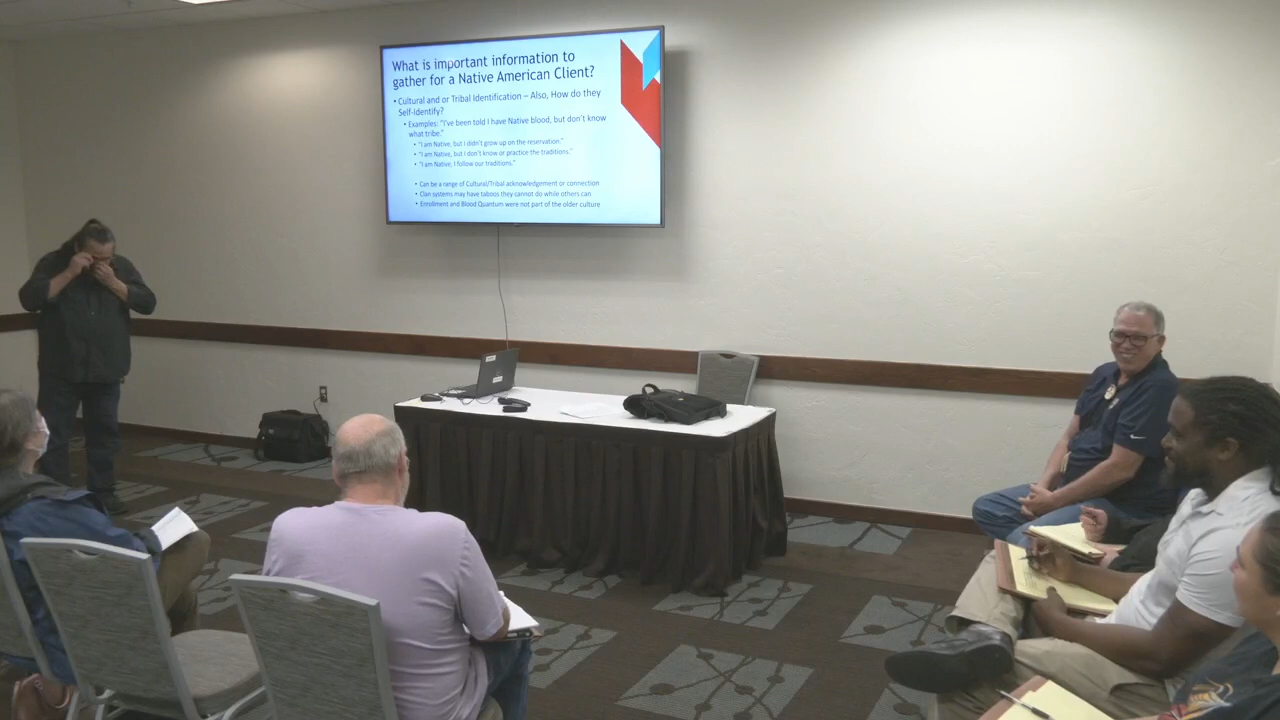 What is important information to
gather for a Native American Client?
• Cultural and or Tribal Identification – Also, How do they
Self-Identify?
• Examples: "I've been told I have Native blood, but don't know
what tribe."
• "I am Native, but I didn't grow up on the reservation."
• "I am Native, but I don't know or practice the traditions."
• "I am Native, I follow our traditions."
• Can be a range of Cultural/Tribal acknowledgement or connection
• Clan systems may have taboos they cannot do while others can
• Enrollment and Blood Quantum were not part of the older culture